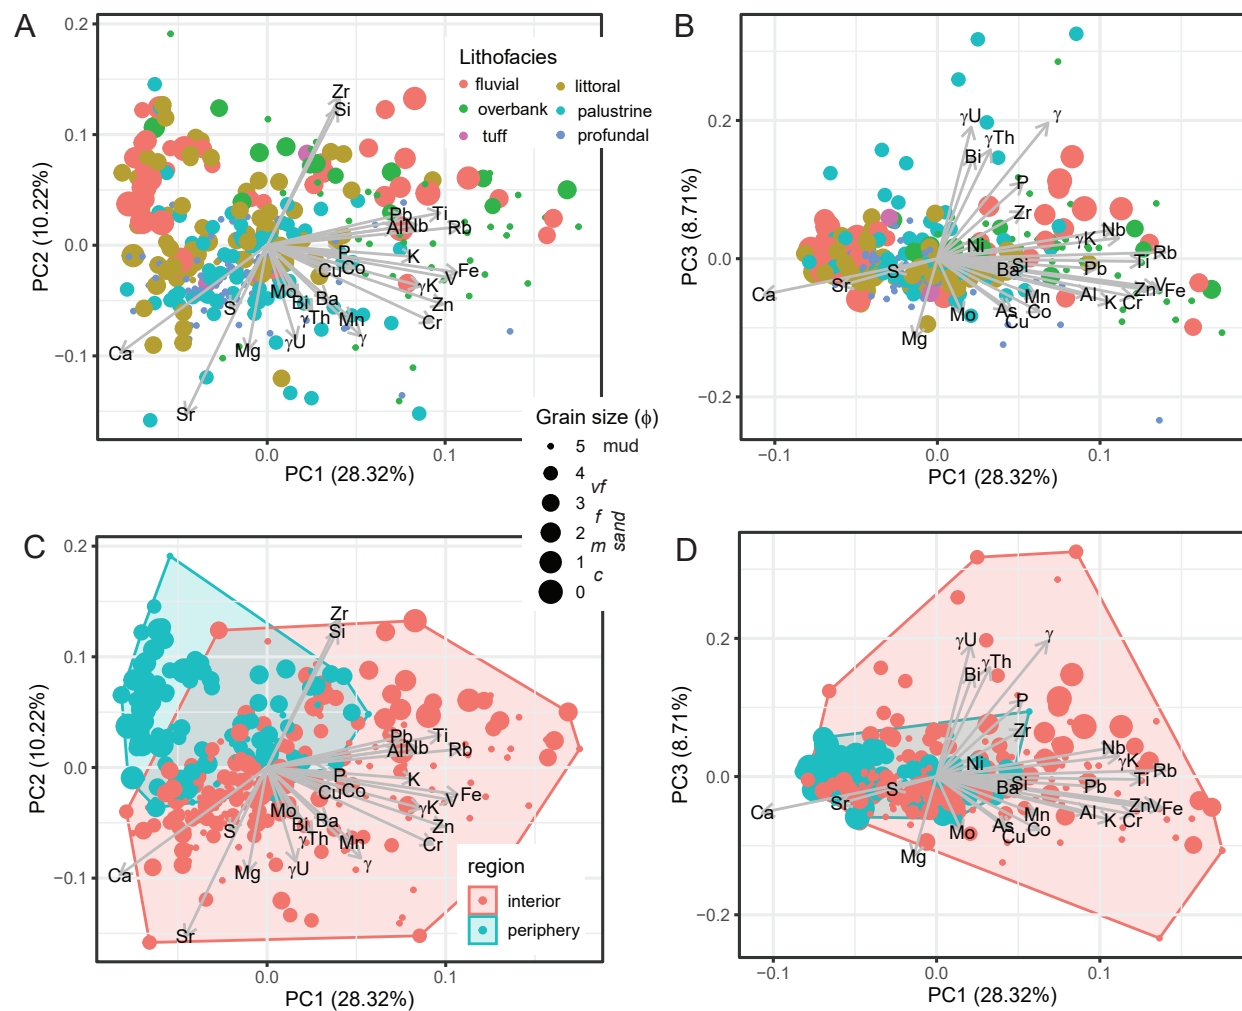 A
0.2
0.1
0.0
−0.1
PC2 (10.22%)
0.0
0.1
PC1 (28.32%)
Lithofacies
fluvial
littoral
overbank
palustrine
tuff
profundal
Zr
Si
Pb
Ti
Al
Nb
Rb
P
K
Cu
Co
V
Fe
γK
Mo
Bi
Ba
Zn
S
γTh
Mn
Cr
Ca
Mg
γU
γ
Sr
B
0.2
0.0
−0.2
PC3 (8.71%)
−0.1
0.0
0.1
PC1 (28.32%)
γU
γ
γTh
Bi
P
Zr
Nb
Ni
γK
Rb
S
Ba
Si
Pb
Ti
Ca
Sr
Mn
Al
K
Cr
Zn
V
Fe
Mo
As
Cu
Co
Mg
Grain size (ϕ)
5 mud
4
vf
3
f
2
m
sand
1
c
0
C
0.2
0.1
0.0
−0.1
PC2 (10.22%)
0.0
0.1
PC1 (28.32%)
Zr
Si
Pb
Ti
Al
Nb
Rb
P
K
Cu
Co
V
Fe
γK
Mo
Bi
Ba
Zn
S
γTh
Mn
Cr
Ca
Mg
γU
γ
Sr
region
interior
periphery
D
0.2
0.0
−0.2
PC3 (8.71%)
−0.1
0.0
0.1
PC1 (28.32%)
γU
γ
γTh
Bi
P
Zr
Nb
Ni
γK
Rb
S
Ba
Si
Pb
Ti
Ca
Sr
Mn
Al
K
Cr
Zn
V
Fe
Mo
As
Cu
Co
Mg